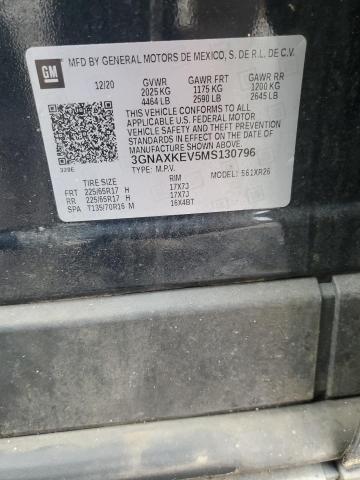 GM
MFD BY GENERAL MOTORS DE MEXICO, S. DE R.L. DE C.V.
12/20 GVWR GAWR FRT GAWR RR
2025 KG 1175 KG 1200 KG
4464 LB 2590 LB 2645 LB
THIS VEHICLE CONFORMS TO ALL
APPLICABLE U.S. FEDERAL MOTOR
VEHICLE SAFETY, BUMPER, AND THEFT
PREVENTION STANDARDS IN EFFECT ON
THE DATE OF MANUFACTURE SHOWN ABOVE.
3GNAXKEV5MS130796
TYPE: M.P.V. MODEL: 561XR26
329E
TIRE SIZE RIM
FRT 225/65R17 H 17X7J
RR 225/65R17 H 17X7J
SPA T135/70R16 M 16X4BT